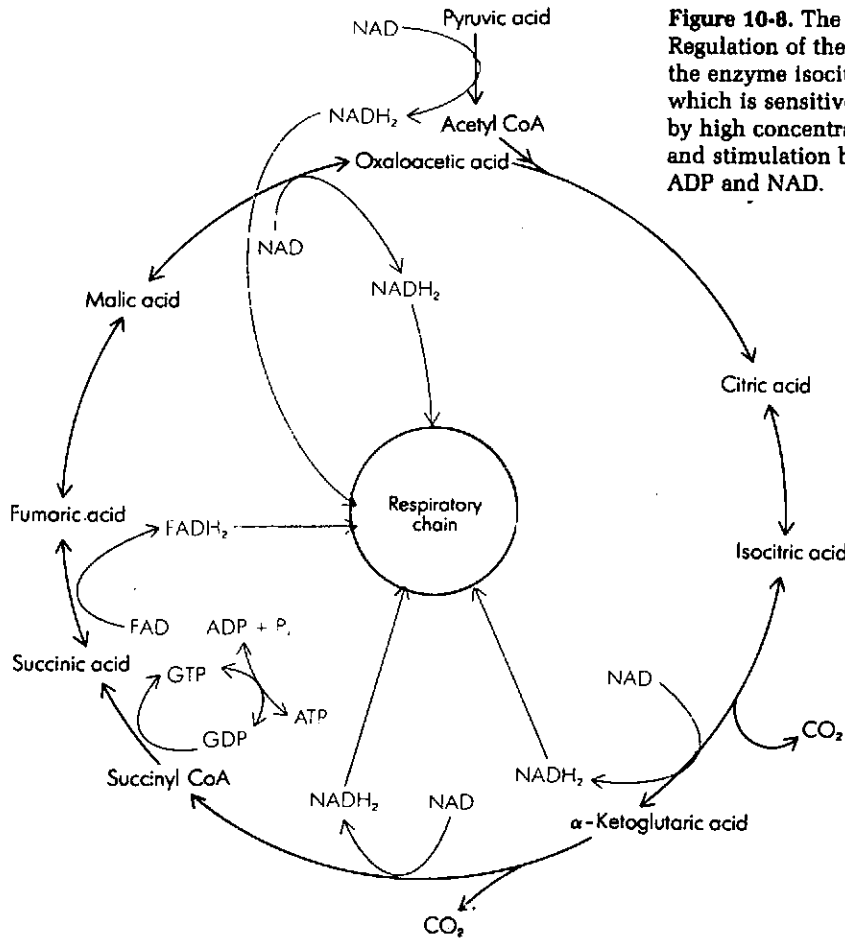 Figure 10-8. The
Regulation of the
the enzyme isocit
which is sensitive
by high concentra
and stimulation b
ADP and NAD.
Pyruvic acid
NAD
NADH₂
Acetyl CoA
Oxaloacetic acid
NAD
NADH₂
Malic acid
Citric acid
Respiratory
chain
Fumaric acid
FADH₂
Isocitric acid
FAD
ADP + P
Succinic acid
GTP
NAD
ATP
GDP
CO₂
Succinyl CoA
NADH₂
NADH₂
NAD
α-Ketoglutaric acid
CO₂